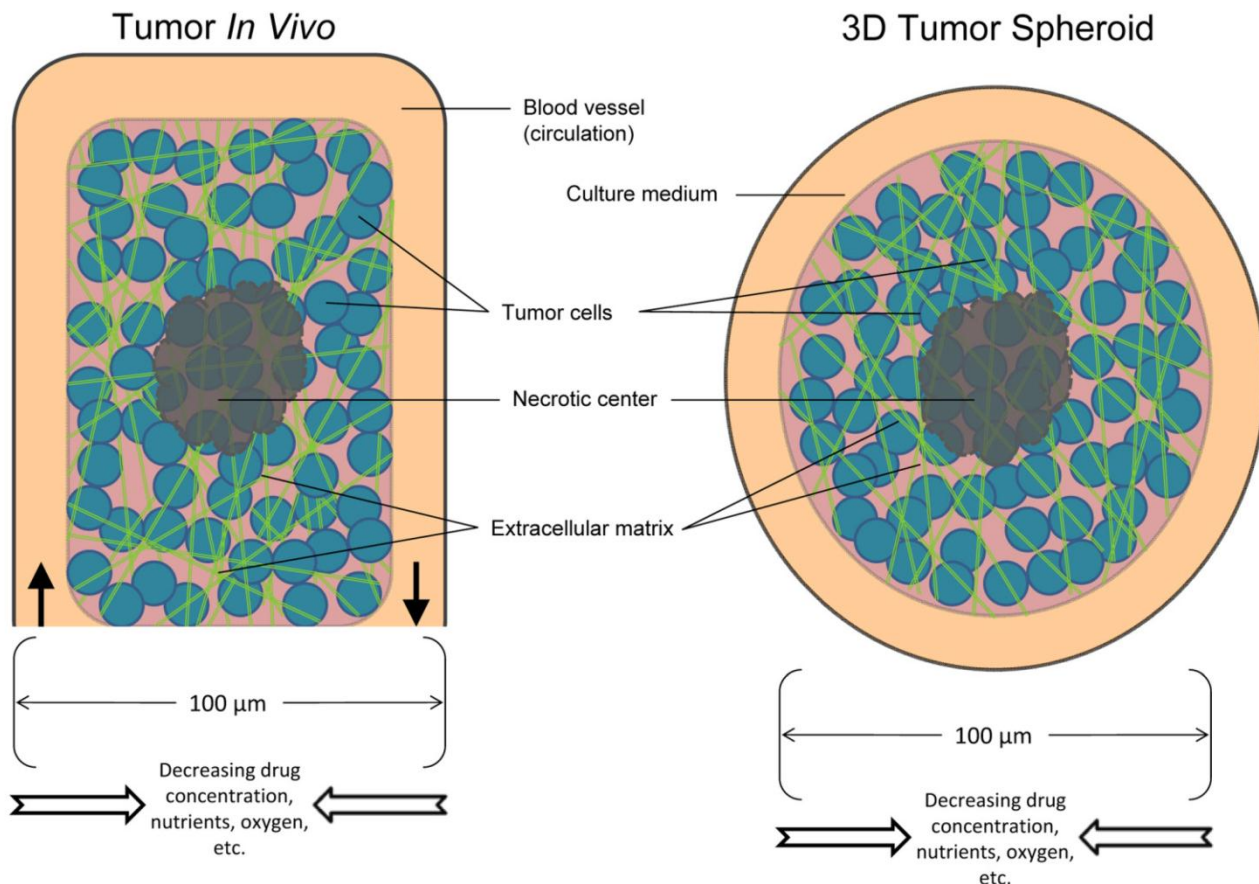 Tumor In Vivo
3D Tumor Spheroid
Blood vessel
(circulation)
Culture medium
Tumor cells
Necrotic center
Extracellular matrix
100 µm
Decreasing drug
concentration,
nutrients, oxygen,
etc.
100 µm
Decreasing drug
concentration,
nutrients, oxygen,
etc.